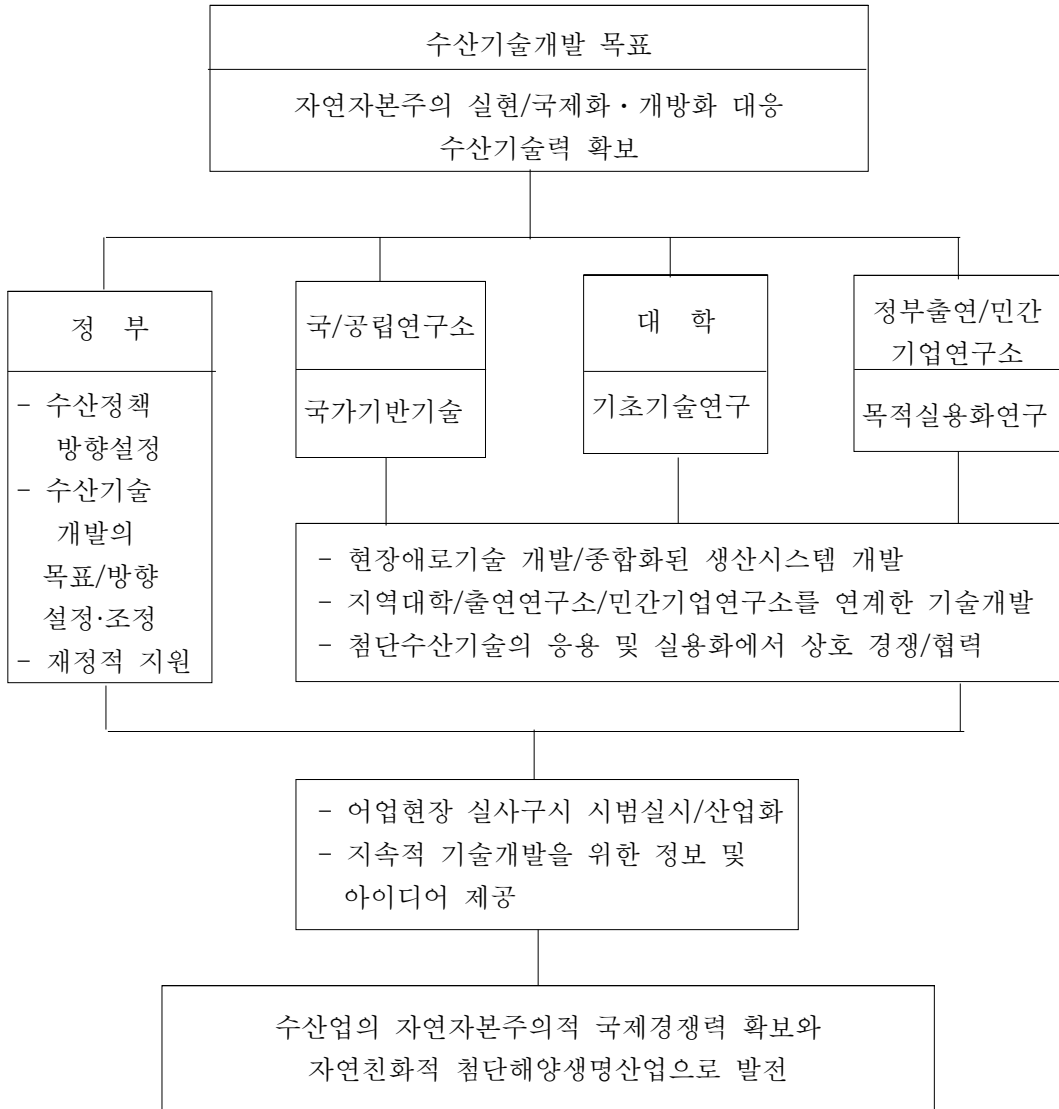 수산기술개발 목표
자연자본주의 실현/국제화·개방화 대응
수산기술력 확보
정 부
- 수산정책
방향설정
- 수산기술
개발의
목표/방향
설정·조정
- 재정적 지원
국/공립연구소
국가기반기술
대 학
기초기술연구
정부출연/민간
기업연구소
목적실용화연구
- 현장애로기술 개발/종합화된 생산시스템 개발
- 지역대학/출연연구소/민간기업연구소를 연계한 기술개발
- 첨단수산기술의 응용 및 실용화에서 상호 경쟁/협력
- 어업현장 실사구시 시범실시/산업화
- 지속적 기술개발을 위한 정보 및
아이디어 제공
수산업의 자연자본주의적 국제경쟁력 확보와
자연친화적 첨단해양생명산업으로 발전